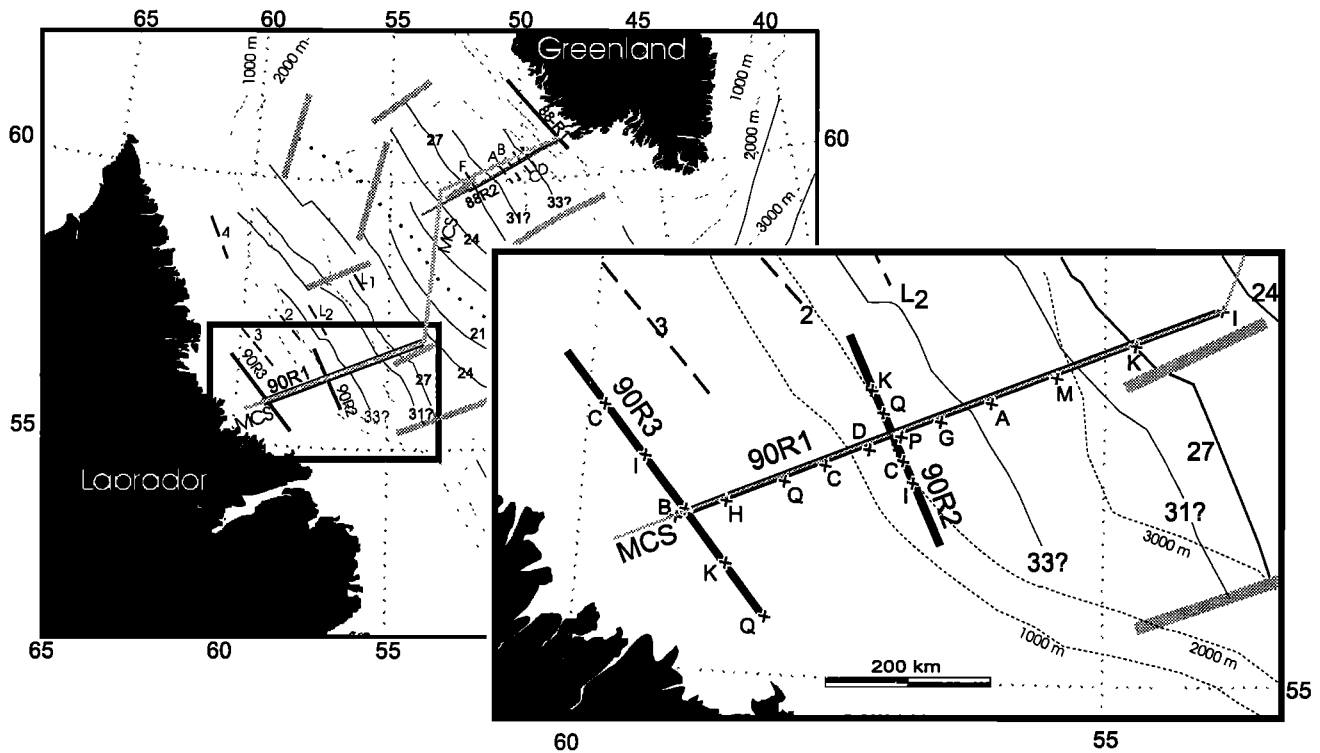 65
60
55
50
45
40
Greenland
1000 m
2000 m
1000 m
2000 m
3000 m
60
60
88R
27
F
A
B
C
D
88R2
31?
33?
MCS
24
4
L1
L2
2
3
21
90R3
90R1
90R2
MCS
27
24
33?
31?
55
Labrador
65
60
55
3
2
L2
24
I
K
K
Q
M
A
G
P
D
C
I
90R3
90R1
90R2
C
I
B
H
Q
C
MCS
K
Q
27
31?
33?
3000 m
2000 m
1000 m
200 km
55
60
55